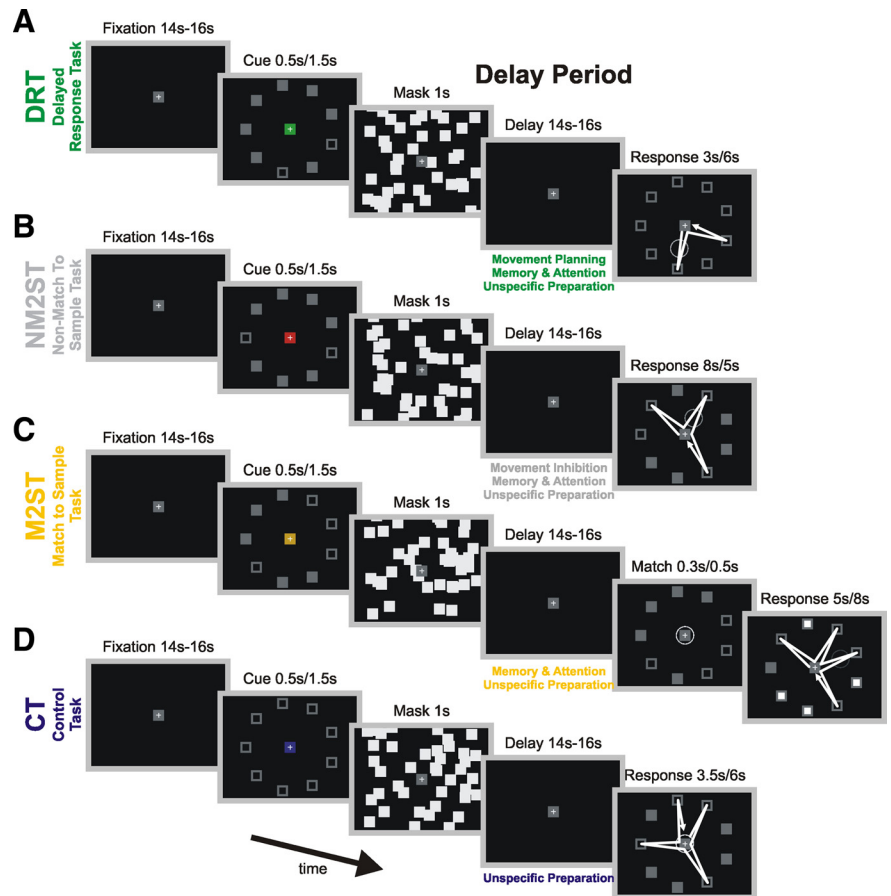 A
DRT
Delayed
Response Task
Fixation 14s-16s
Cue 0.5s/1.5s
Delay Period
Mask 1s
Delay 14s-16s
Response 3s/6s
Movement Planning
Memory & Attention
Unspecific Preparation
B
NM2ST
Non-Match To
Sample Task
Fixation 14s-16s
Cue 0.5s/1.5s
Mask 1s
Delay 14s-16s
Response 8s/5s
Movement Inhibition
Memory & Attention
Unspecific Preparation
C
M2ST
Match to Sample
Task
Fixation 14s-16s
Cue 0.5s/1.5s
Mask 1s
Delay 14s-16s
Match 0.3s/0.5s
Response 5s/8s
Memory & Attention
Unspecific Preparation
D
CT
Control
Task
Fixation 14s-16s
Cue 0.5s/1.5s
Mask 1s
Delay 14s-16s
Response 3.5s/6s
Unspecific Preparation
time